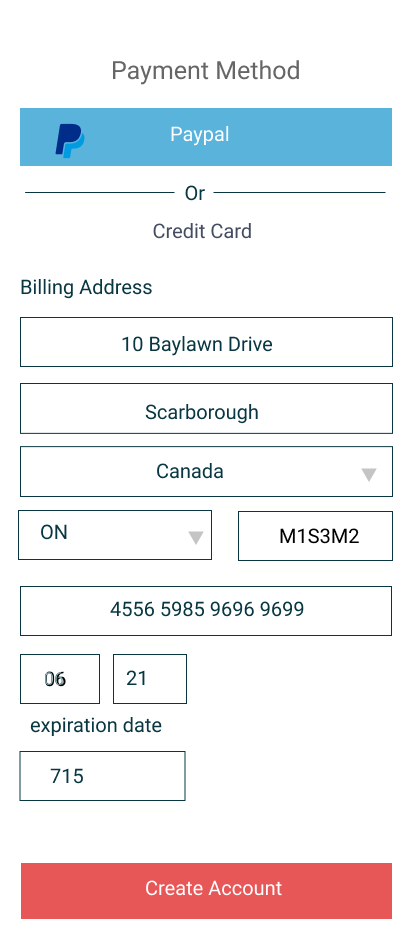 Payment Method
Paypal
Or
Credit Card
Billing Address
10 Baylawn Drive
Scarborough
Canada
ON M1S3M2
4556 5985 9696 9699
06 21
expiration date
715
Create Account